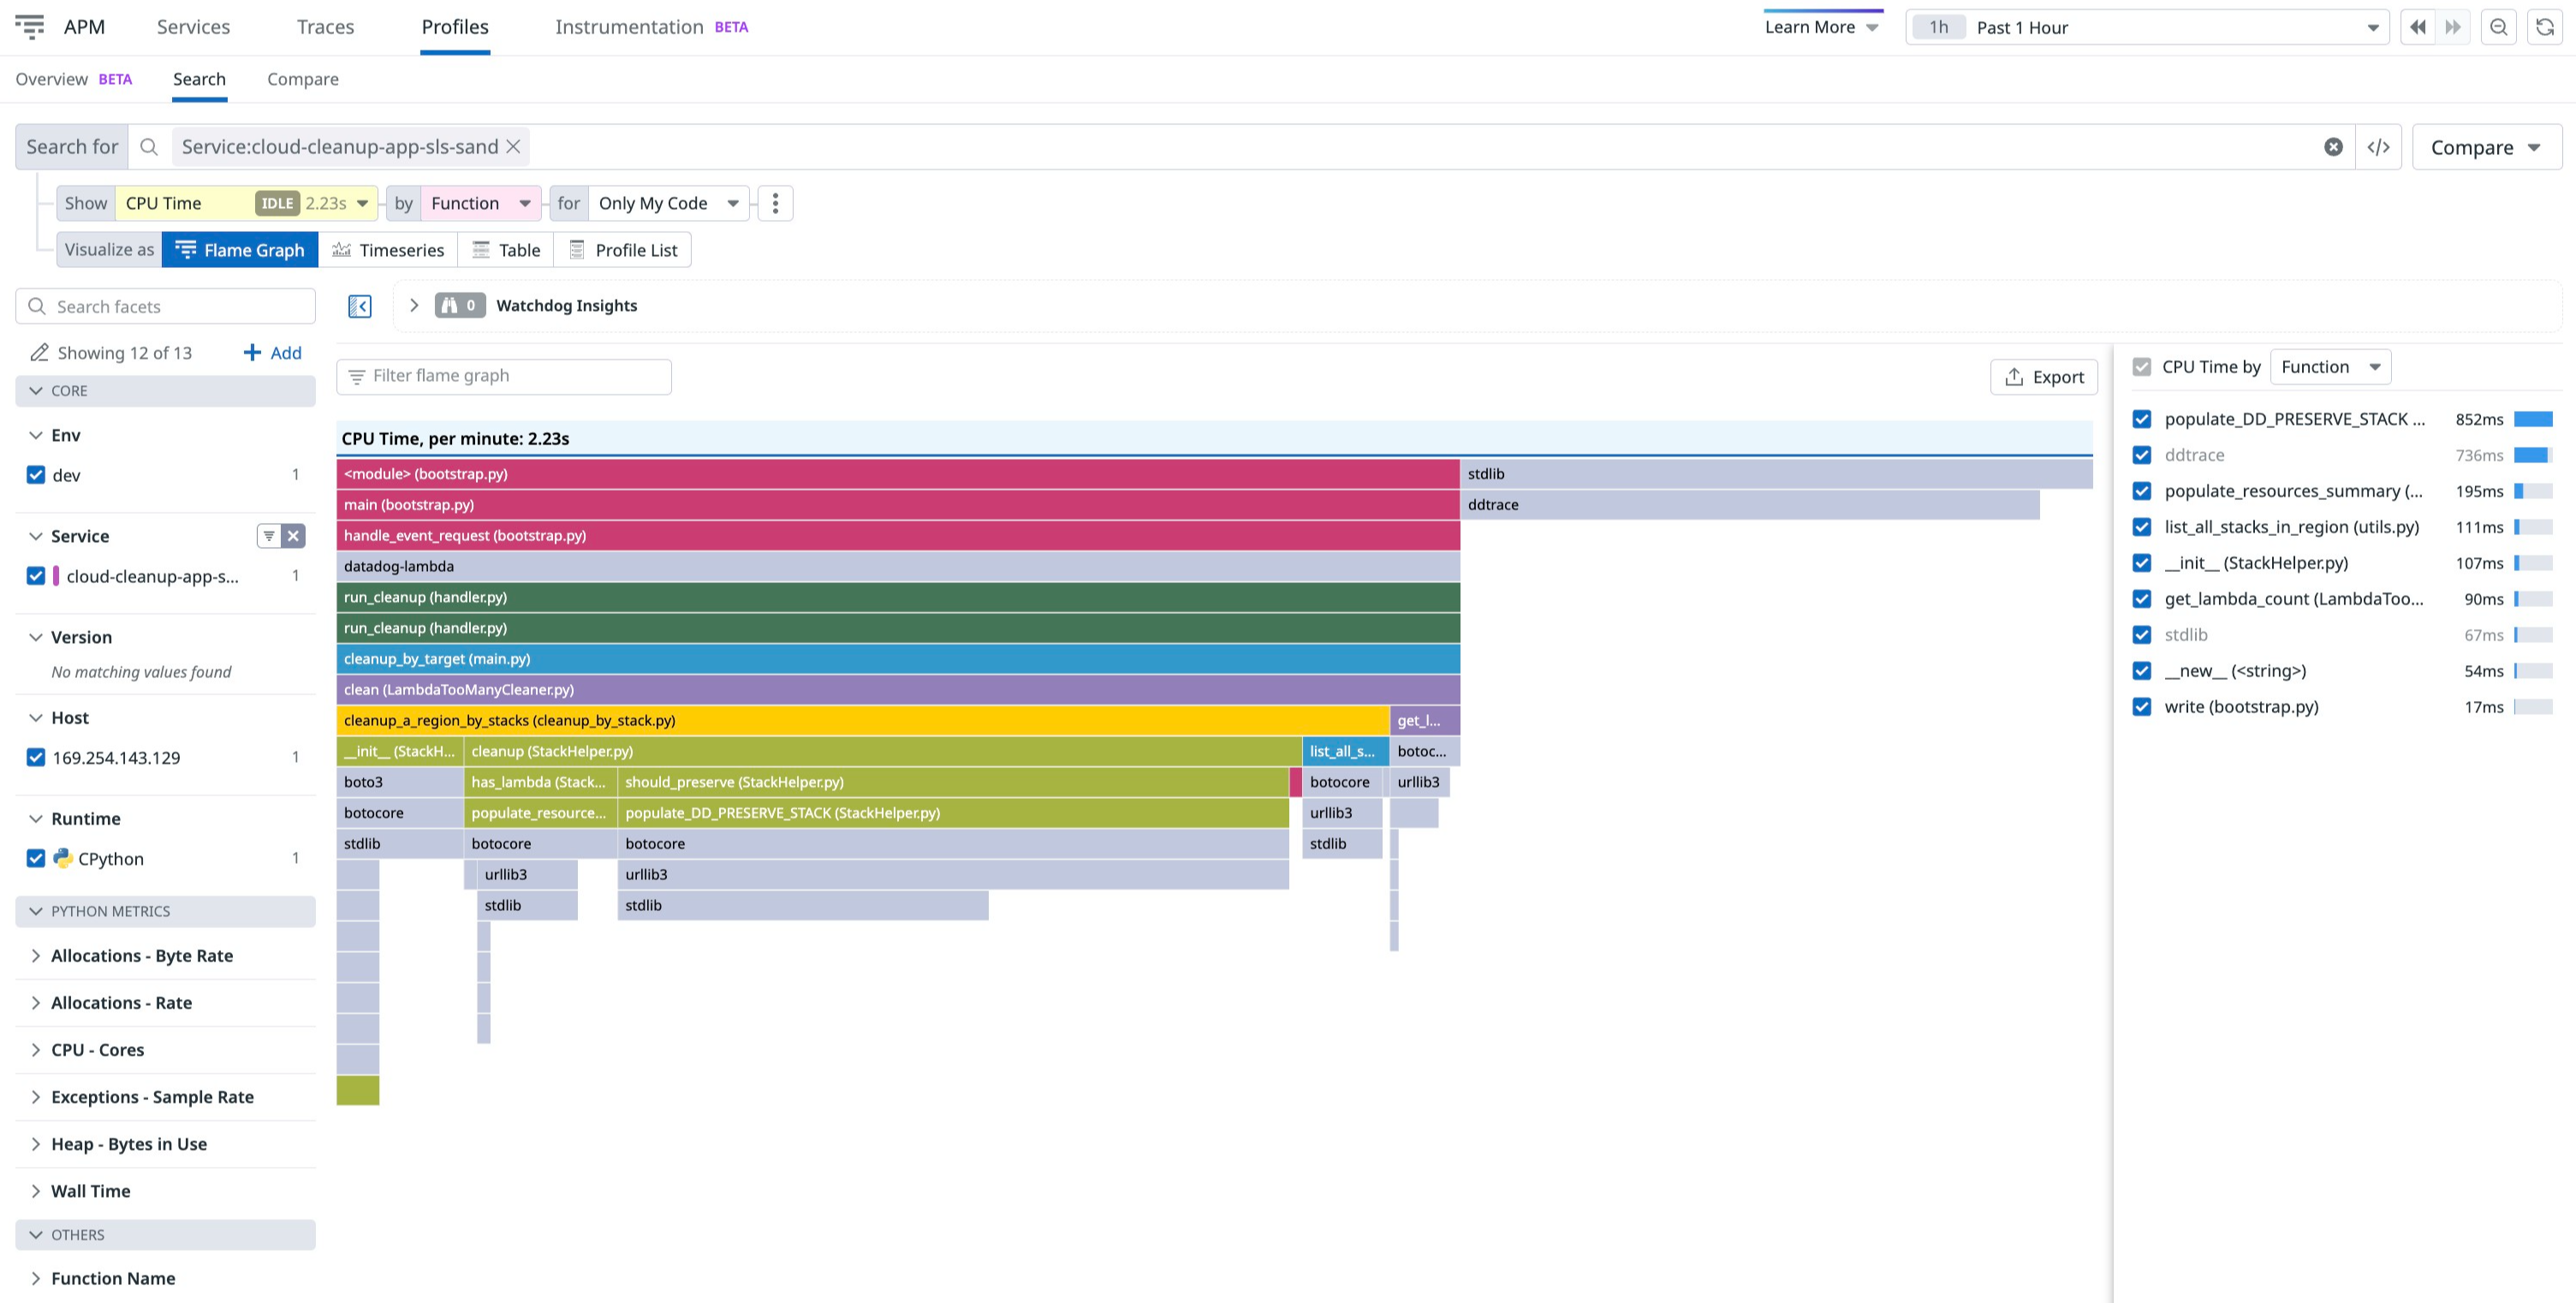 APM Services Traces Profiles Instrumentation BETA Learn More 1h Past 1 Hour
Overview BETA Search Compare
Search for Service:cloud-cleanup-app-sls-sand </> Compare
Show CPU Time IDLE 2.23s by Function for Only My Code
Visualize as Flame Graph Timeseries Table Profile List
Search facets
Showing 12 of 13 Add
CORE
Env
dev 1
Service
cloud-cleanup-app-s... 1
Version
No matching values found
Host
169.254.143.129 1
Runtime
CPython 1
PYTHON METRICS
Allocations - Byte Rate
Allocations - Rate
CPU - Cores
Exceptions - Sample Rate
Heap - Bytes in Use
Wall Time
OTHERS
Function Name
0 Watchdog Insights
Filter flame graph Export
CPU Time, per minute: 2.23s
<module> (bootstrap.py) stdlib
main (bootstrap.py) ddtrace
handle_event_request (bootstrap.py)
datadog-lambda
run_cleanup (handler.py)
run_cleanup (handler.py)
cleanup_by_target (main.py)
clean (LambdaTooManyCleaner.py)
cleanup_a_region_by_stacks (cleanup_by_stack.py) get_l...
__init__ (StackH... cleanup (StackHelper.py) list_all_s... botoc...
boto3 has_lambda (Stack... should_preserve (StackHelper.py) botocore urllib3
botocore populate_resource... populate_DD_PRESERVE_STACK (StackHelper.py) urllib3
stdlib botocore botocore stdlib
urllib3 urllib3
stdlib stdlib
CPU Time by Function
populate_DD_PRESERVE_STACK ... 852ms
ddtrace 736ms
populate_resources_summary (... 195ms
list_all_stacks_in_region (utils.py) 111ms
__init__ (StackHelper.py) 107ms
get_lambda_count (LambdaToo... 90ms
stdlib 67ms
__new__ (<string>) 54ms
write (bootstrap.py) 17ms